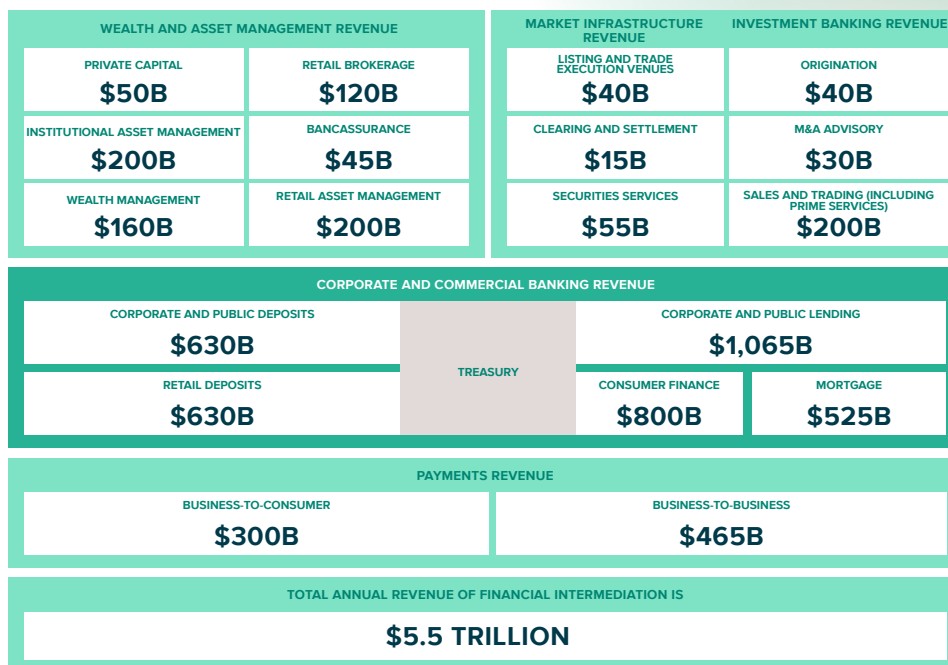 WEALTH AND ASSET MANAGEMENT REVENUE
PRIVATE CAPITAL
$50B
RETAIL BROKERAGE
$120B
INSTITUTIONAL ASSET MANAGEMENT
$200B
BANCASSURANCE
$45B
WEALTH MANAGEMENT
$160B
RETAIL ASSET MANAGEMENT
$200B
MARKET INFRASTRUCTURE
REVENUE
LISTING AND TRADE
EXECUTION VENUES
$40B
CLEARING AND SETTLEMENT
$15B
SECURITIES SERVICES
$55B
INVESTMENT BANKING REVENUE
ORIGINATION
$40B
M&A ADVISORY
$30B
SALES AND TRADING (INCLUDING
PRIME SERVICES)
$200B
CORPORATE AND COMMERCIAL BANKING REVENUE
CORPORATE AND PUBLIC DEPOSITS
$630B
RETAIL DEPOSITS
$630B
TREASURY
CORPORATE AND PUBLIC LENDING
$1,065B
CONSUMER FINANCE
$800B
MORTGAGE
$525B
PAYMENTS REVENUE
BUSINESS-TO-CONSUMER
$300B
BUSINESS-TO-BUSINESS
$465B
TOTAL ANNUAL REVENUE OF FINANCIAL INTERMEDIATION IS
$5.5 TRILLION